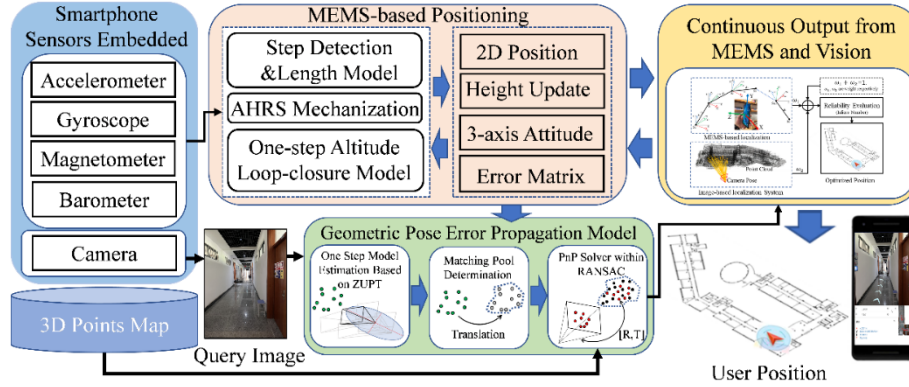 Smartphone
Sensors Embedded
Accelerometer
Gyroscope
Magnetometer
Barometer
Camera
3D Points Map
Query Image
MEMS-based Positioning
Step Detection
&Length Model
AHRS Mechanization
One-step Altitude
Loop-closure Model
2D Position
Height Update
3-axis Attitude
Error Matrix
Geometric Pose Error Propagation Model
One Step Model
Estimation Based on
ZUPT
Matching Pool
Determination
Translation
PnP Solver within
RANSAC
[R,T]
Continuous Output from
MEMS and Vision
MEMS-based localization
Point Cloud
Camera Pose
Image-based localization System
Reliability Evaluation
Optimized Position
User Position